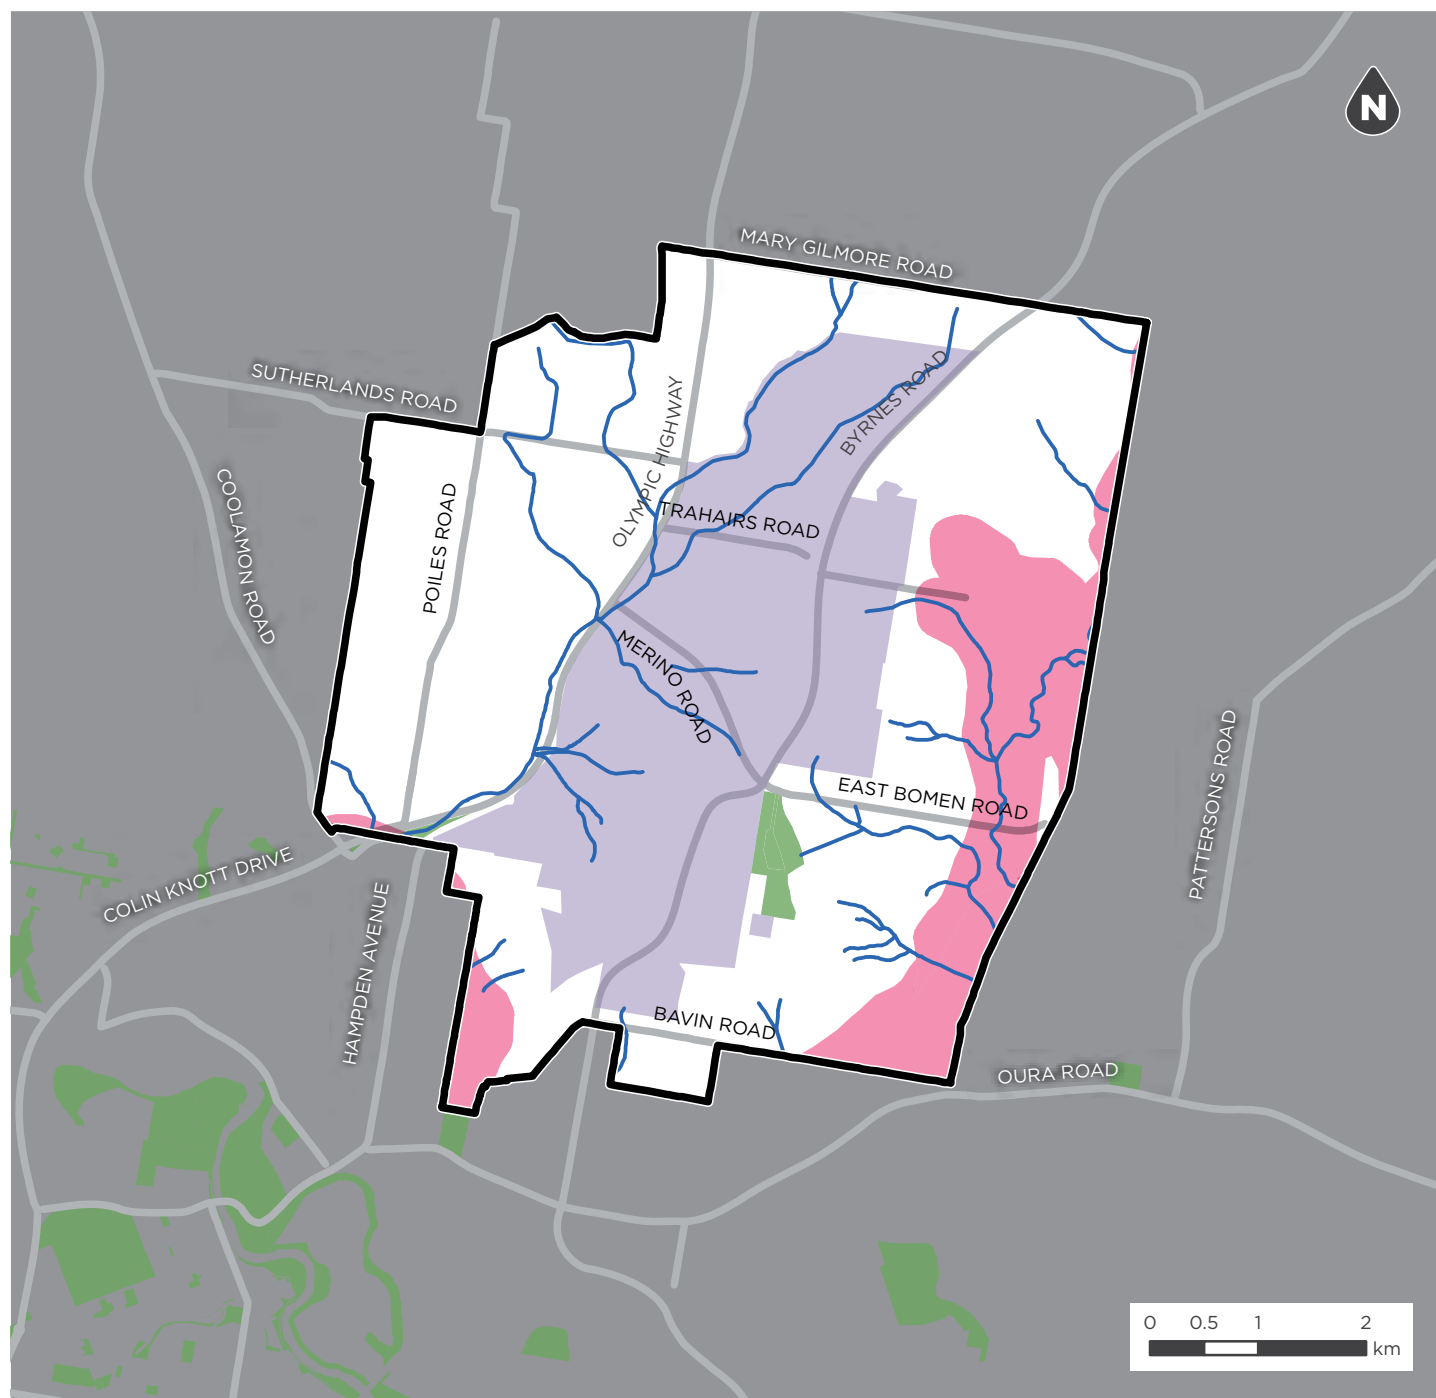 N
MARY GILMORE ROAD
SUTHERLANDS ROAD
BYRNES ROAD
OLYMPIC HIGHWAY
COOLAMON ROAD
POILES ROAD
TRAHAIRS ROAD
MERINO ROAD
PATTERSONS ROAD
EAST BOMEN ROAD
COLIN KNOTT DRIVE
HAMPDEN AVENUE
BAVIN ROAD
OURA ROAD
0 0.5 1 2
km